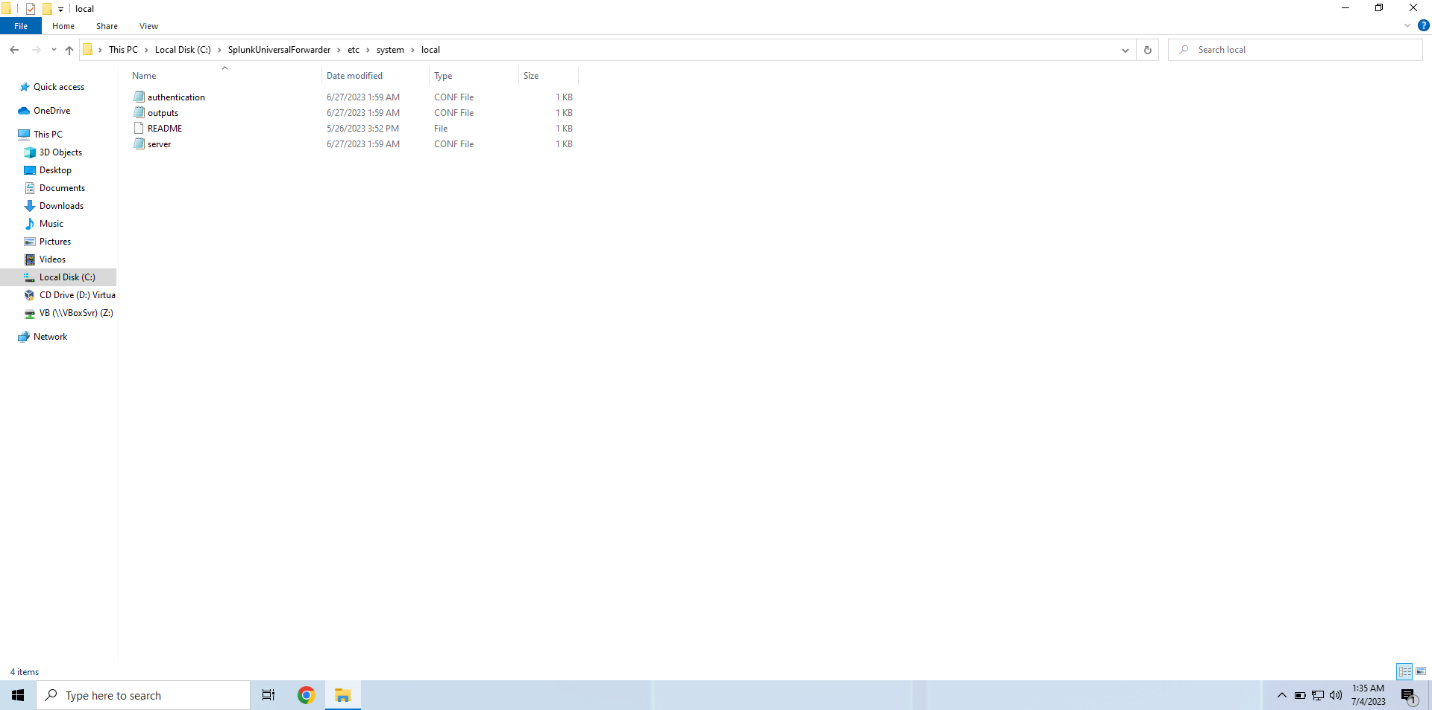 local
File Home Share View
This PC Local Disk (C:) SplunkUniversalForwarder etc system local
Search local
Name Date modified Type Size
authentication 6/27/2023 1:59 AM CONF File 1 KB
outputs 6/27/2023 1:59 AM CONF File 1 KB
README 5/26/2023 3:52 PM File 1 KB
server 6/27/2023 1:59 AM CONF File 1 KB
Quick access
OneDrive
This PC
3D Objects
Desktop
Documents
Downloads
Music
Pictures
Videos
Local Disk (C:)
CD Drive (D:) Virtua
VB (\\VBoxSvr) (Z:)
Network
4 items
Type here to search
1:35 AM
7/4/2023
1